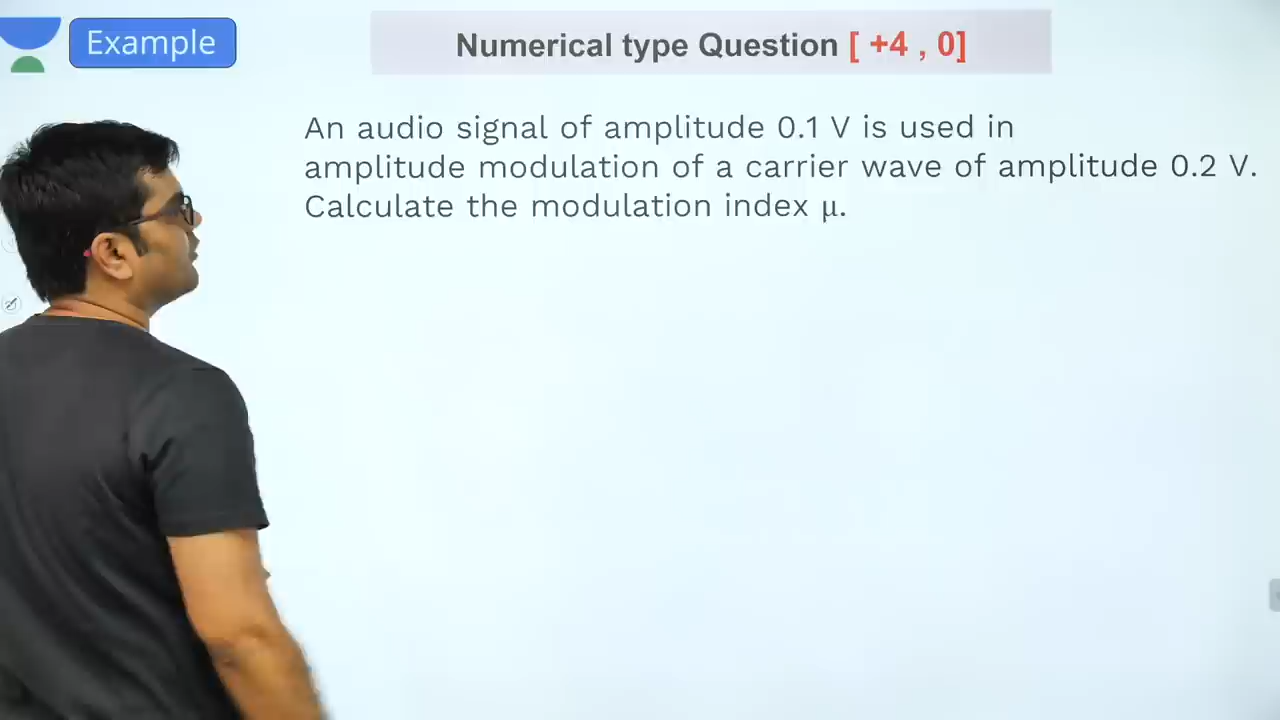 Example
Numerical type Question [ +4 , 0]
An audio signal of amplitude 0.1 V is used in
amplitude modulation of a carrier wave of amplitude 0.2 V.
Calculate the modulation index μ.